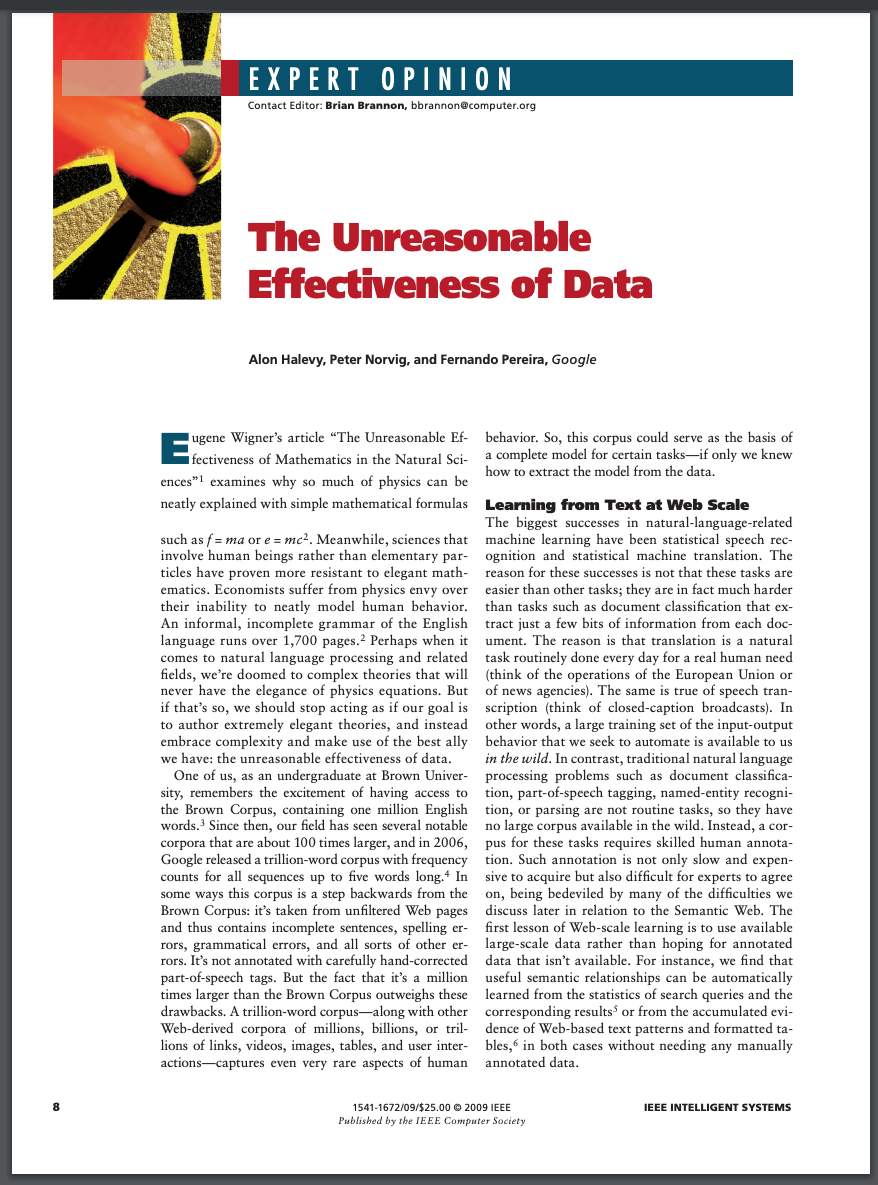 EXPERT OPINION
Contact Editor: Brian Brannon, bbrannon@computer.org
The Unreasonable
Effectiveness of Data
Alon Halevy, Peter Norvig, and Fernando Pereira, Google
Eugene Wigner’s article “The Unreasonable Ef-
fectiveness of Mathematics in the Natural Sci-
ences”1 examines why so much of physics can be
neatly explained with simple mathematical formulas
such as f = ma or e = mc2. Meanwhile, sciences that
involve human beings rather than elementary par-
ticles have proven more resistant to elegant math-
ematics. Economists suffer from physics envy over
their inability to neatly model human behavior.
An informal, incomplete grammar of the English
language runs over 1,700 pages.2 Perhaps when it
comes to natural language processing and related
fields, we’re doomed to complex theories that will
never have the elegance of physics equations. But
if that’s so, we should stop acting as if our goal is
to author extremely elegant theories, and instead
embrace complexity and make use of the best ally
we have: the unreasonable effectiveness of data.
One of us, as an undergraduate at Brown Univer-
sity, remembers the excitement of having access to
the Brown Corpus, containing one million English
words.3 Since then, our field has seen several notable
corpora that are about 100 times larger, and in 2006,
Google released a trillion-word corpus with frequency
counts for all sequences up to five words long.4 In
some ways this corpus is a step backwards from the
Brown Corpus: it’s taken from unfiltered Web pages
and thus contains incomplete sentences, spelling er-
rors, grammatical errors, and all sorts of other er-
rors. It’s not annotated with carefully hand-corrected
part-of-speech tags. But the fact that it’s a million
times larger than the Brown Corpus outweighs these
drawbacks. A trillion-word corpus—along with other
Web-derived corpora of millions, billions, or tril-
lions of links, videos, images, tables, and user inter-
actions—captures even very rare aspects of human
behavior. So, this corpus could serve as the basis of
a complete model for certain tasks—if only we knew
how to extract the model from the data.
Learning from Text at Web Scale
The biggest successes in natural-language-related
machine learning have been statistical speech rec-
ognition and statistical machine translation. The
reason for these successes is not that these tasks are
easier than other tasks; they are in fact much harder
than tasks such as document classification that ex-
tract just a few bits of information from each doc-
ument. The reason is that translation is a natural
task routinely done every day for a real human need
(think of the operations of the European Union or
of news agencies). The same is true of speech tran-
scription (think of closed-caption broadcasts). In
other words, a large training set of the input-output
behavior that we seek to automate is available to us
in the wild. In contrast, traditional natural language
processing problems such as document classifica-
tion, part-of-speech tagging, named-entity recogni-
tion, or parsing are not routine tasks, so they have
no large corpus available in the wild. Instead, a cor-
pus for these tasks requires skilled human annota-
tion. Such annotation is not only slow and expen-
sive to acquire but also difficult for experts to agree
on, being bedeviled by many of the difficulties we
discuss later in relation to the Semantic Web. The
first lesson of Web-scale learning is to use available
large-scale data rather than hoping for annotated
data that isn’t available. For instance, we find that
useful semantic relationships can be automatically
learned from the statistics of search queries and the
corresponding results5 or from the accumulated evi-
dence of Web-based text patterns and formatted ta-
bles,6 in both cases without needing any manually
annotated data.
8
1541-1672/09/$25.00 © 2009 IEEE
Published by the IEEE Computer Society
IEEE INTELLIGENT SYSTEMS